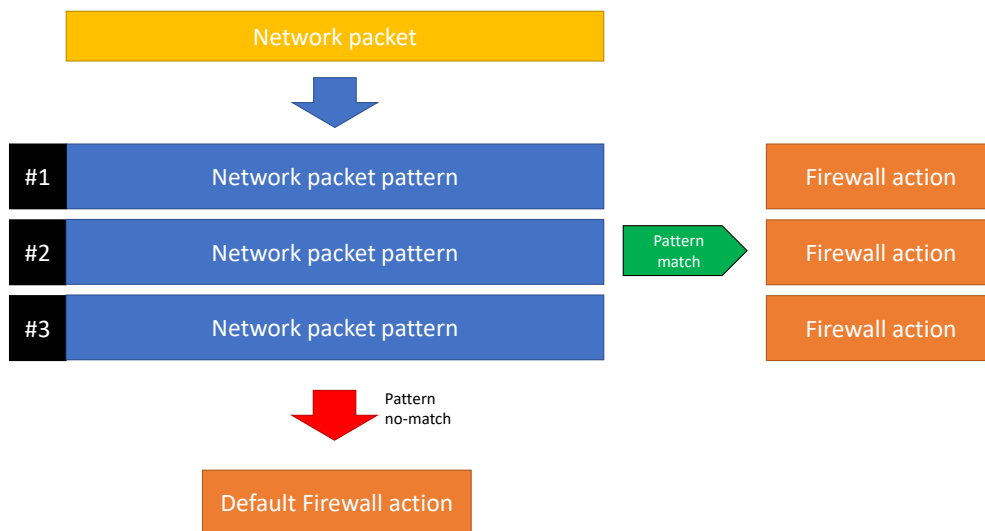 Network packet
#1 Network packet pattern Firewall action
#2 Network packet pattern Pattern match Firewall action
#3 Network packet pattern Firewall action
Pattern
no-match
Default Firewall action